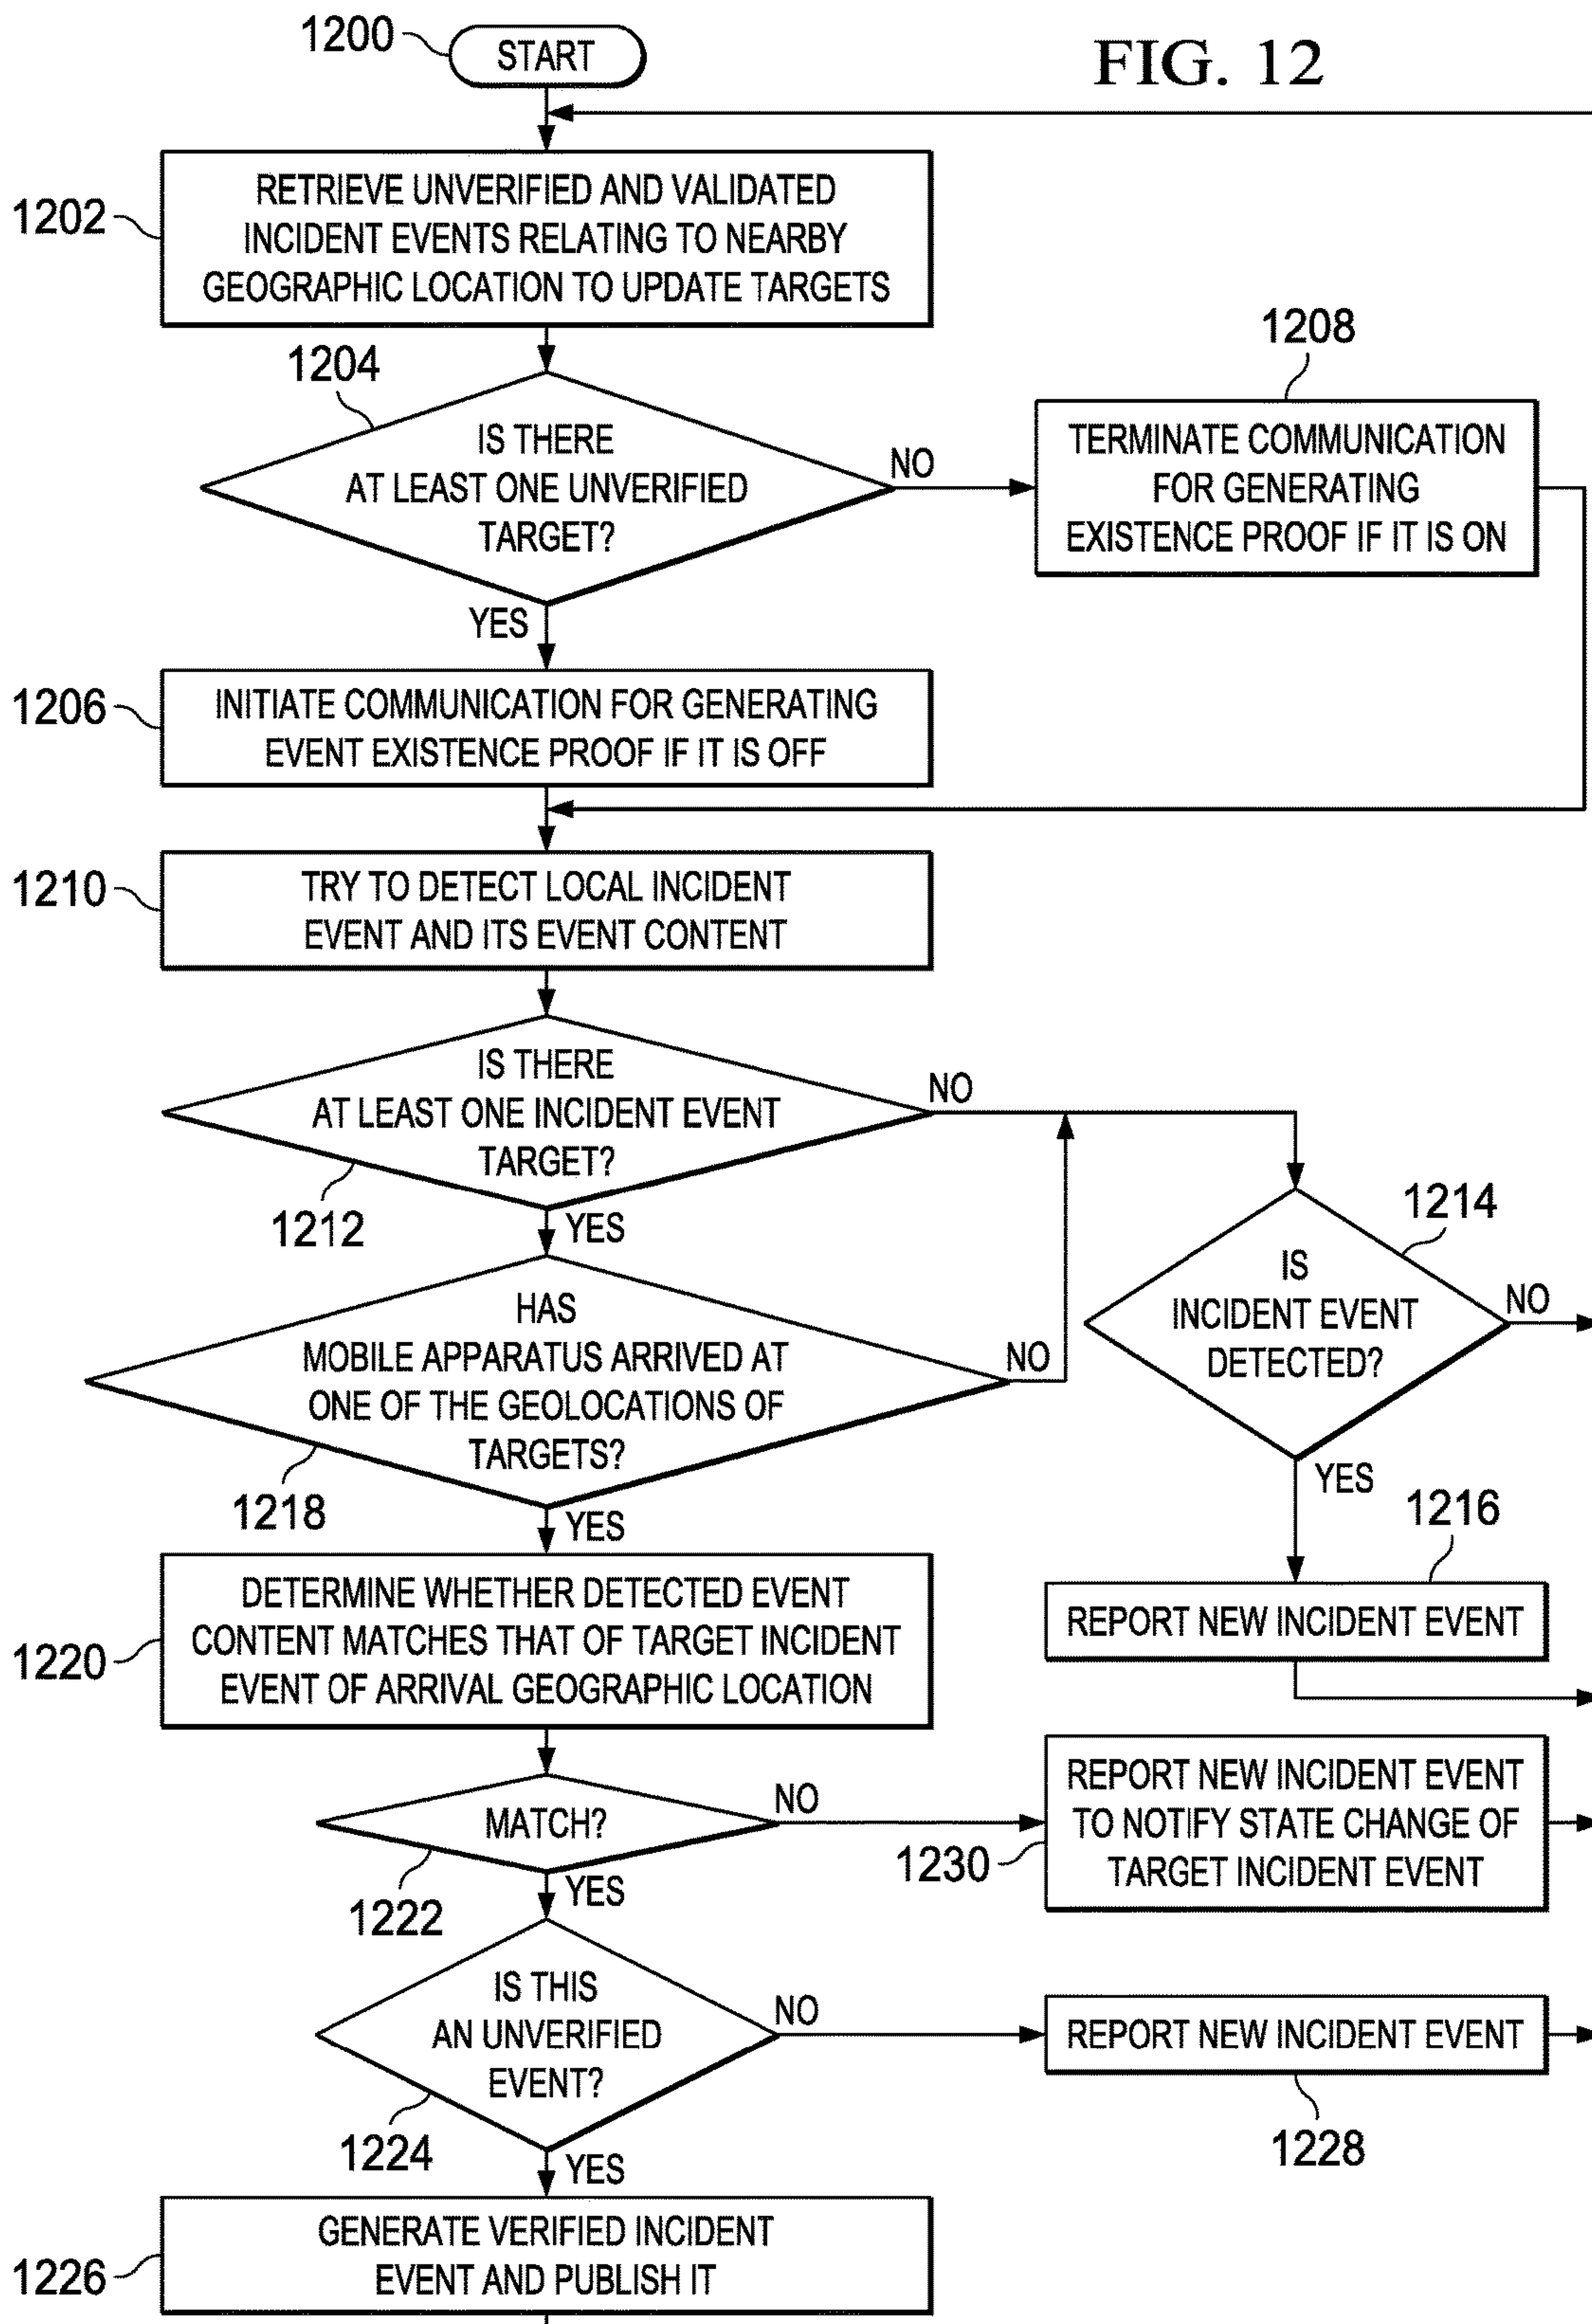 1200
START
FIG. 12
1202
RETRIEVE UNVERIFIED AND VALIDATED
INCIDENT EVENTS RELATING TO NEARBY
GEOGRAPHIC LOCATION TO UPDATE TARGETS
1204
IS THERE
AT LEAST ONE UNVERIFIED
TARGET?
NO
YES
1208
TERMINATE COMMUNICATION
FOR GENERATING
EXISTENCE PROOF IF IT IS ON
1206
INITIATE COMMUNICATION FOR GENERATING
EVENT EXISTENCE PROOF IF IT IS OFF
1210
TRY TO DETECT LOCAL INCIDENT
EVENT AND ITS EVENT CONTENT
IS THERE
AT LEAST ONE INCIDENT EVENT
TARGET?
NO
1212
YES
1214
IS
INCIDENT EVENT
DETECTED?
NO
YES
HAS
MOBILE APPARATUS ARRIVED AT
ONE OF THE GEOLOCATIONS OF
TARGETS?
NO
1218
YES
1216
REPORT NEW INCIDENT EVENT
1220
DETERMINE WHETHER DETECTED EVENT
CONTENT MATCHES THAT OF TARGET INCIDENT
EVENT OF ARRIVAL GEOGRAPHIC LOCATION
MATCH?
NO
1222
YES
1230
REPORT NEW INCIDENT EVENT
TO NOTIFY STATE CHANGE OF
TARGET INCIDENT EVENT
IS THIS
AN UNVERIFIED
EVENT?
NO
1224
YES
REPORT NEW INCIDENT EVENT
1228
1226
GENERATE VERIFIED INCIDENT
EVENT AND PUBLISH IT